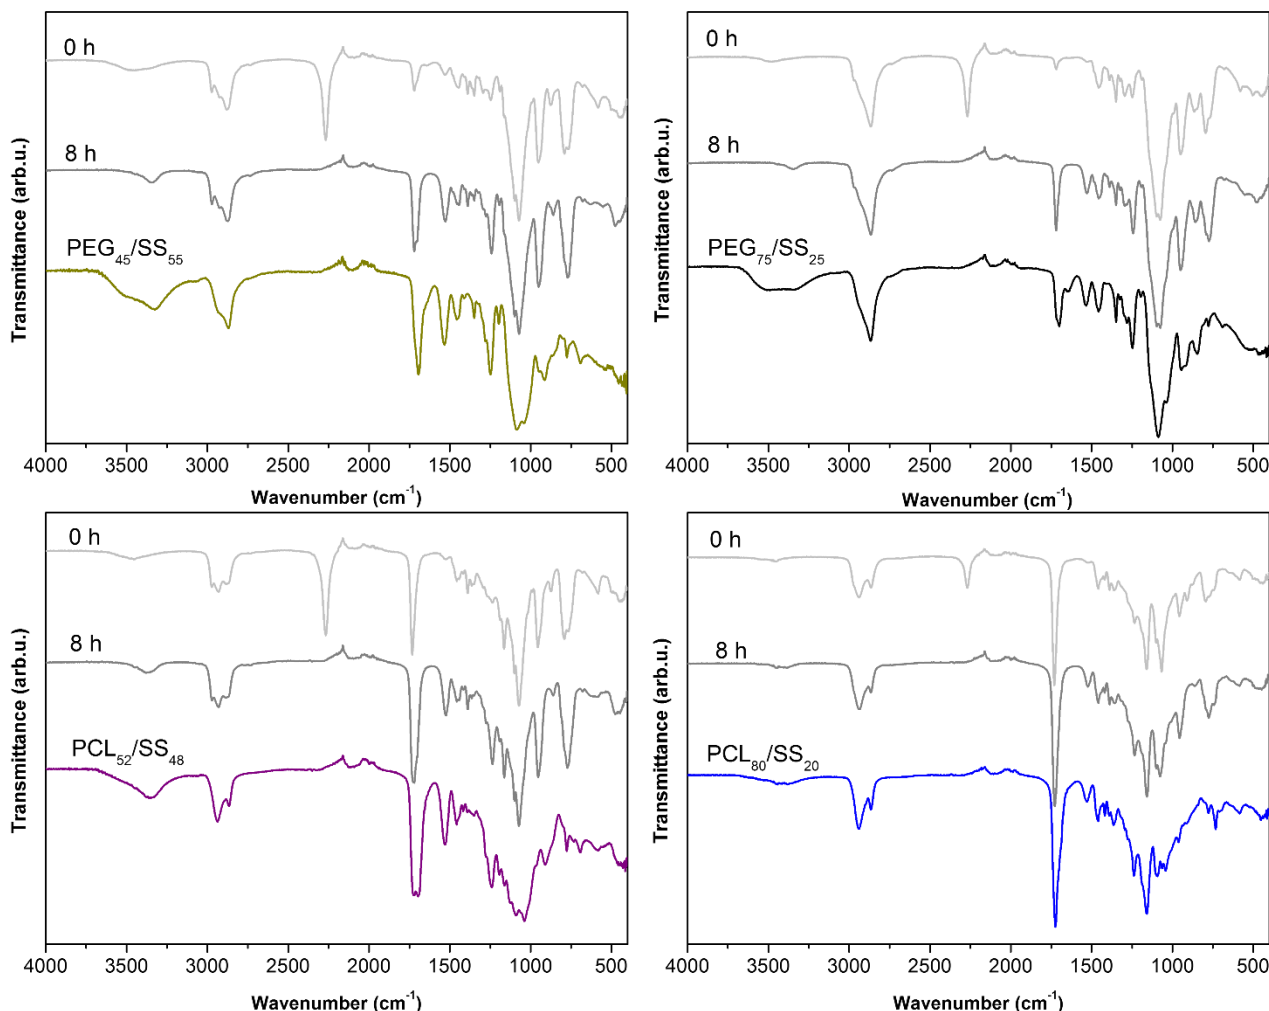 0 h
8 h
PEG₄₅/SS₅₅
Transmittance (arb.u.)
4000 3500 3000 2500 2000 1500 1000 500
Wavenumber (cm⁻¹)
0 h
8 h
PEG₇₅/SS₂₅
Transmittance (arb.u.)
4000 3500 3000 2500 2000 1500 1000 500
Wavenumber (cm⁻¹)
0 h
8 h
PCL₅₂/SS₄₈
Transmittance (arb.u.)
4000 3500 3000 2500 2000 1500 1000 500
Wavenumber (cm⁻¹)
0 h
8 h
PCL₈₀/SS₂₀
Transmittance (arb.u.)
4000 3500 3000 2500 2000 1500 1000 500
Wavenumber (cm⁻¹)